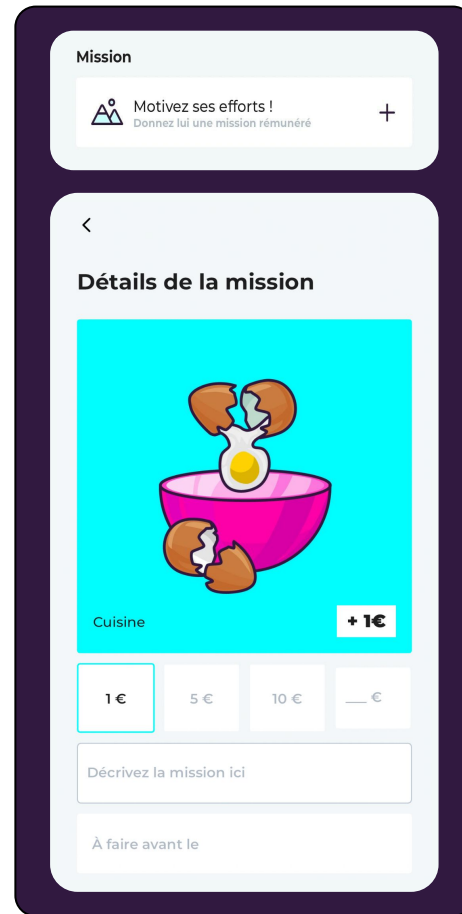 Mission
Motivez ses efforts !
Donnez lui une mission rémunéré
+
<
Détails de la mission
Cuisine
+ 1€
1 €
5 €
10 €
___ €
Décrivez la mission ici
À faire avant le